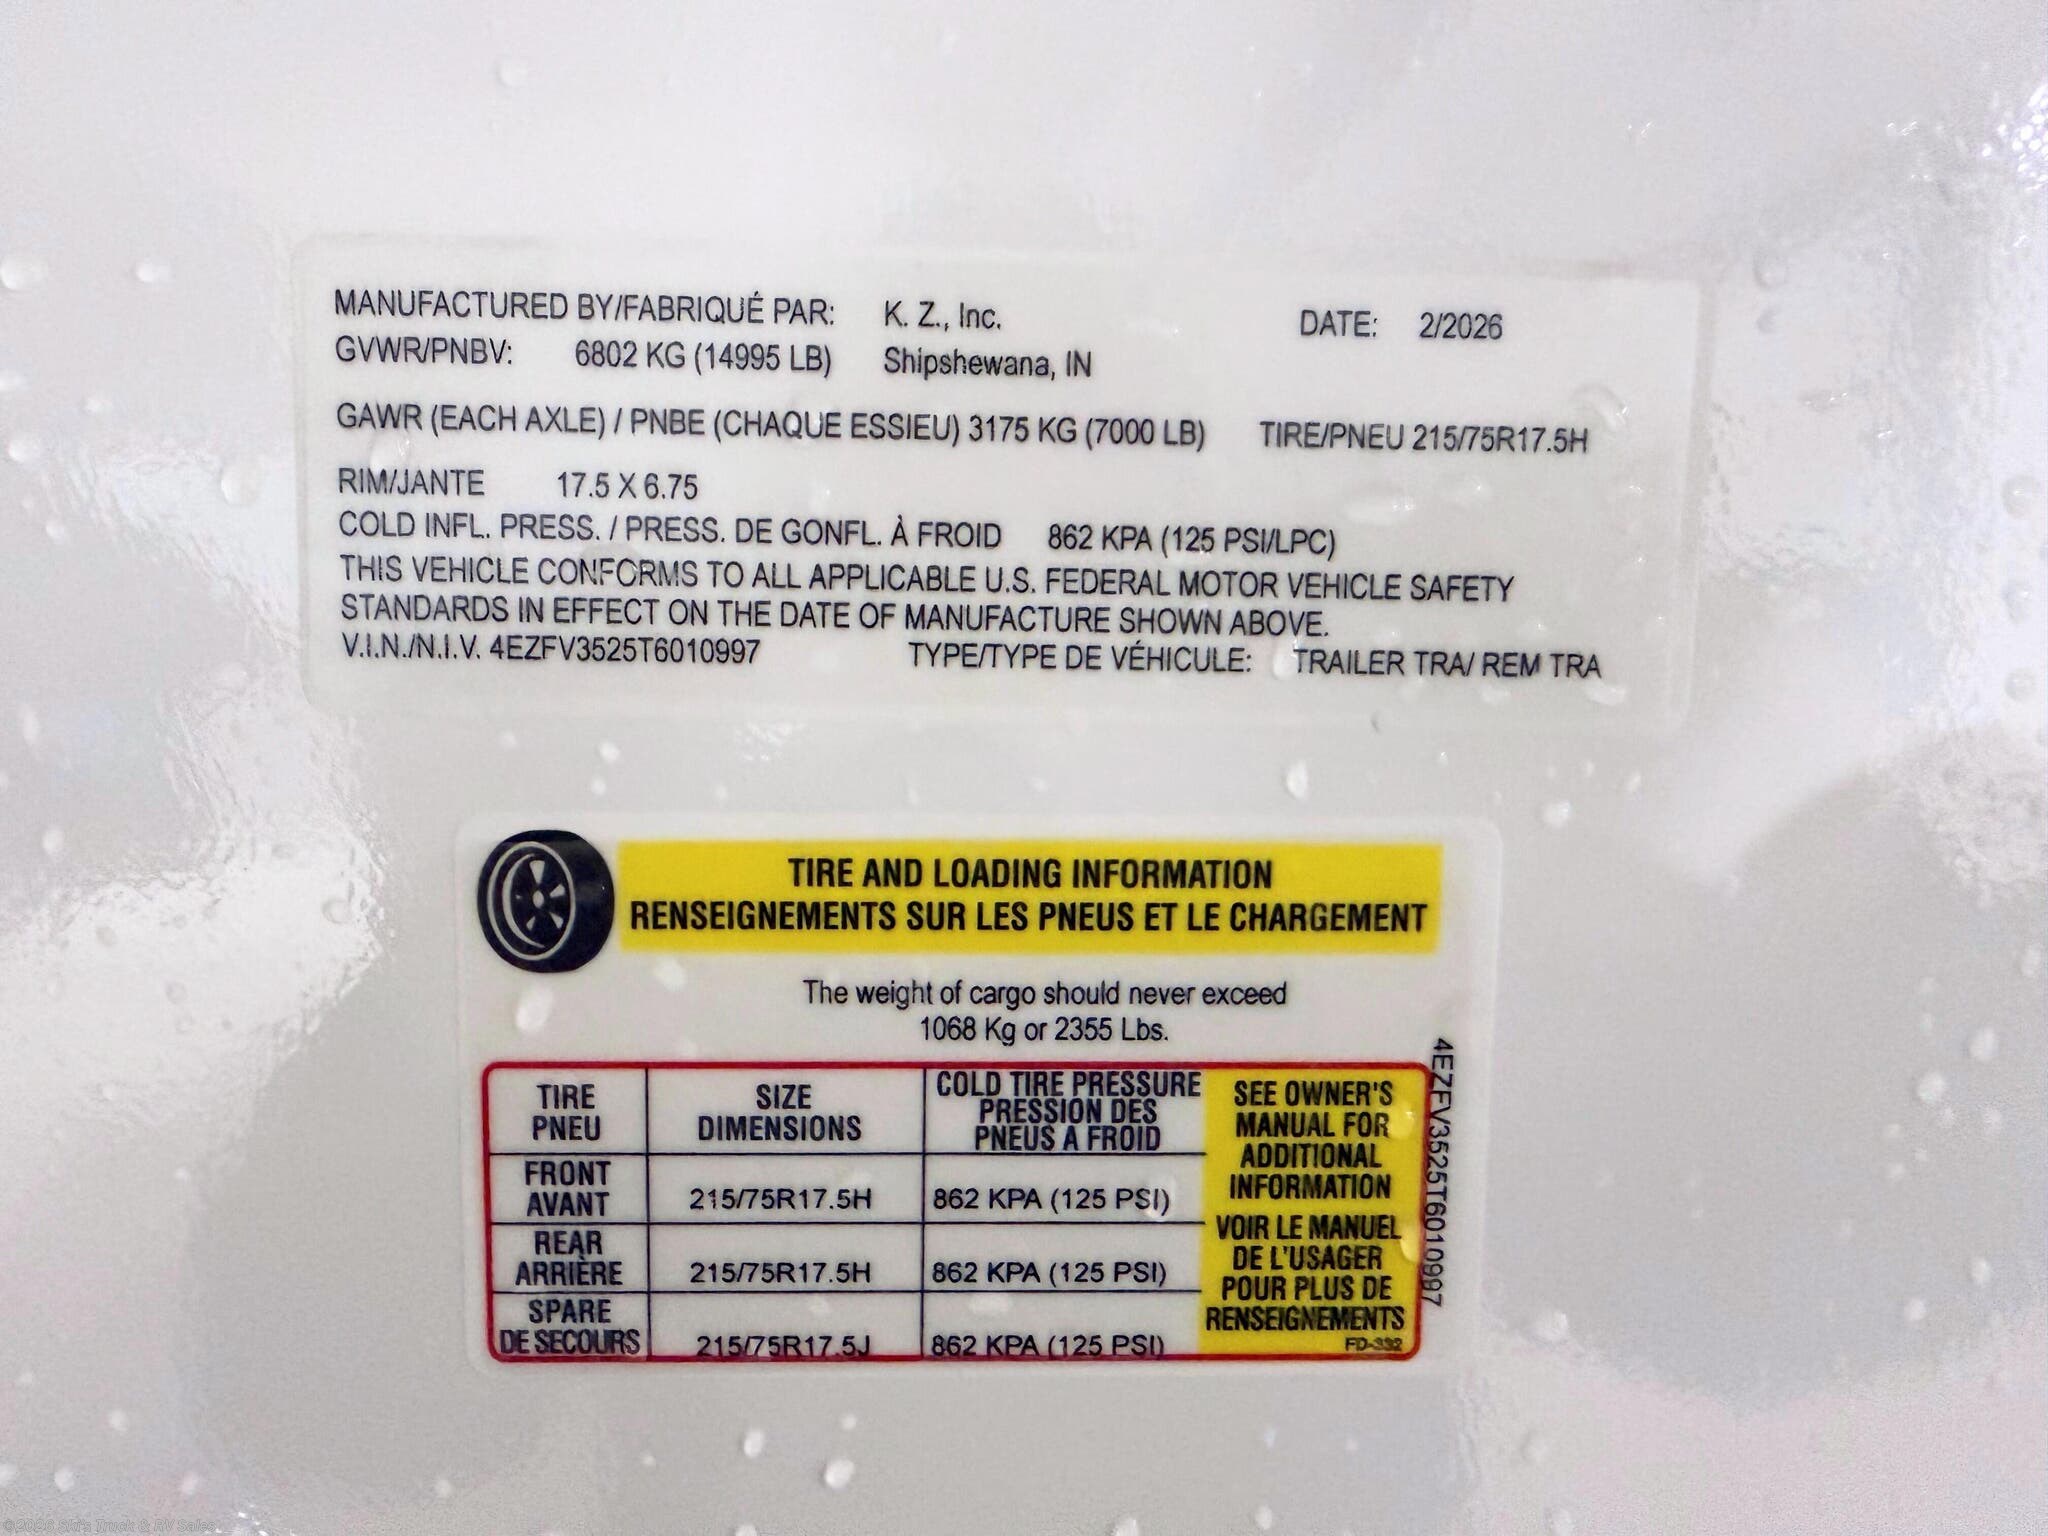 MANUFACTURED BY/FABRIQUÉ PAR: K. Z., Inc. DATE: 2/2026
GVWR/PNBV: 6802 KG (14995 LB) Shipshewana, IN
GAWR (EACH AXLE) / PNBE (CHAQUE ESSIEU) 3175 KG (7000 LB) TIRE/PNEU 215/75R17.5H
RIM/JANTE 17.5 X 6.75
COLD INFL. PRESS. / PRESS. DE GONFL. À FROID 862 KPA (125 PSI/LPC)
THIS VEHICLE CONFORMS TO ALL APPLICABLE U.S. FEDERAL MOTOR VEHICLE SAFETY
STANDARDS IN EFFECT ON THE DATE OF MANUFACTURE SHOWN ABOVE.
V.I.N./N.I.V. 4EZFV3525T6010997 TYPE/TYPE DE VÉHICULE: TRAILER TRA/ REM TRA
TIRE AND LOADING INFORMATION
RENSEIGNEMENTS SUR LES PNEUS ET LE CHARGEMENT
The weight of cargo should never exceed
1068 Kg or 2355 Lbs.
TIRE
PNEU
SIZE
DIMENSIONS
COLD TIRE PRESSURE
PRESSION DES
PNEUS A FROID
FRONT
AVANT
215/75R17.5H
862 KPA (125 PSI)
REAR
ARRIÈRE
215/75R17.5H
862 KPA (125 PSI)
SPARE
DE SECOURS
215/75R17.5J
862 KPA (125 PSI)
SEE OWNER'S
MANUAL FOR
ADDITIONAL
INFORMATION
VOIR LE MANUEL
DE L'USAGER
POUR PLUS DE
RENSEIGNEMENTS
FD-332
4EZFV3525T6010997
Truck & RV Sales